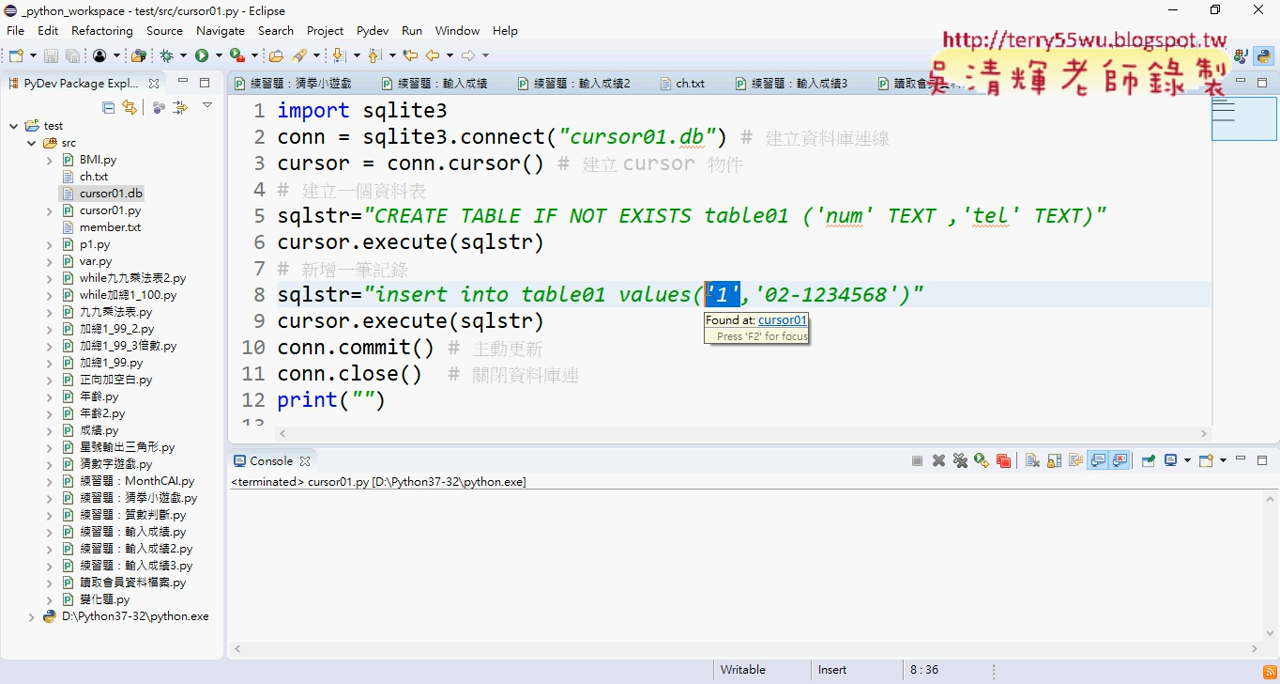 _python_workspace - test/src/cursor01.py - Eclipse
File Edit Refactoring Source Navigate Search Project Pydev Run Window Help
http://terry55wu.blogspot.tw
吳清輝老師錄製
PyDev Package Expl...
練習題：猜拳小遊戲 練習題：輸入成績 練習題：輸入成績2 ch.txt 練習題：輸入成績3
test
src
BMI.py
ch.txt
cursor01.db
cursor01.py
member.txt
p1.py
var.py
while九九乘法表2.py
while加總1_100.py
九九乘法表.py
加總1_99_2.py
加總1_99_3倍數.py
加總1_99.py
正向加空白.py
年齡.py
年齡2.py
成績.py
星號輸出三角形.py
猜數字遊戲.py
練習題：MonthCAl.py
練習題：猜拳小遊戲.py
練習題：質數判斷.py
練習題：輸入成績.py
練習題：輸入成績2.py
練習題：輸入成績3.py
讀取會員資料檔案.py
變化題.py
D:\Python37-32\python.exe
1 import sqlite3
2 conn = sqlite3.connect("cursor01.db") # 建立資料庫連線
3 cursor = conn.cursor() # 建立 cursor 物件
4 # 建立一個資料表
5 sqlstr="CREATE TABLE IF NOT EXISTS table01 ('num' TEXT ,'tel' TEXT)"
6 cursor.execute(sqlstr)
7 # 新增一筆記錄
8 sqlstr="insert into table01 values('1','02-1234568')"
9 cursor.execute(sqlstr)
Found at: cursor01
Press 'F2' for focus
10 conn.commit() # 主動更新
11 conn.close() # 關閉資料庫連
12 print("")
13
Console
<terminated> cursor01.py [D:\Python37-32\python.exe]
Writable Insert 8 : 36